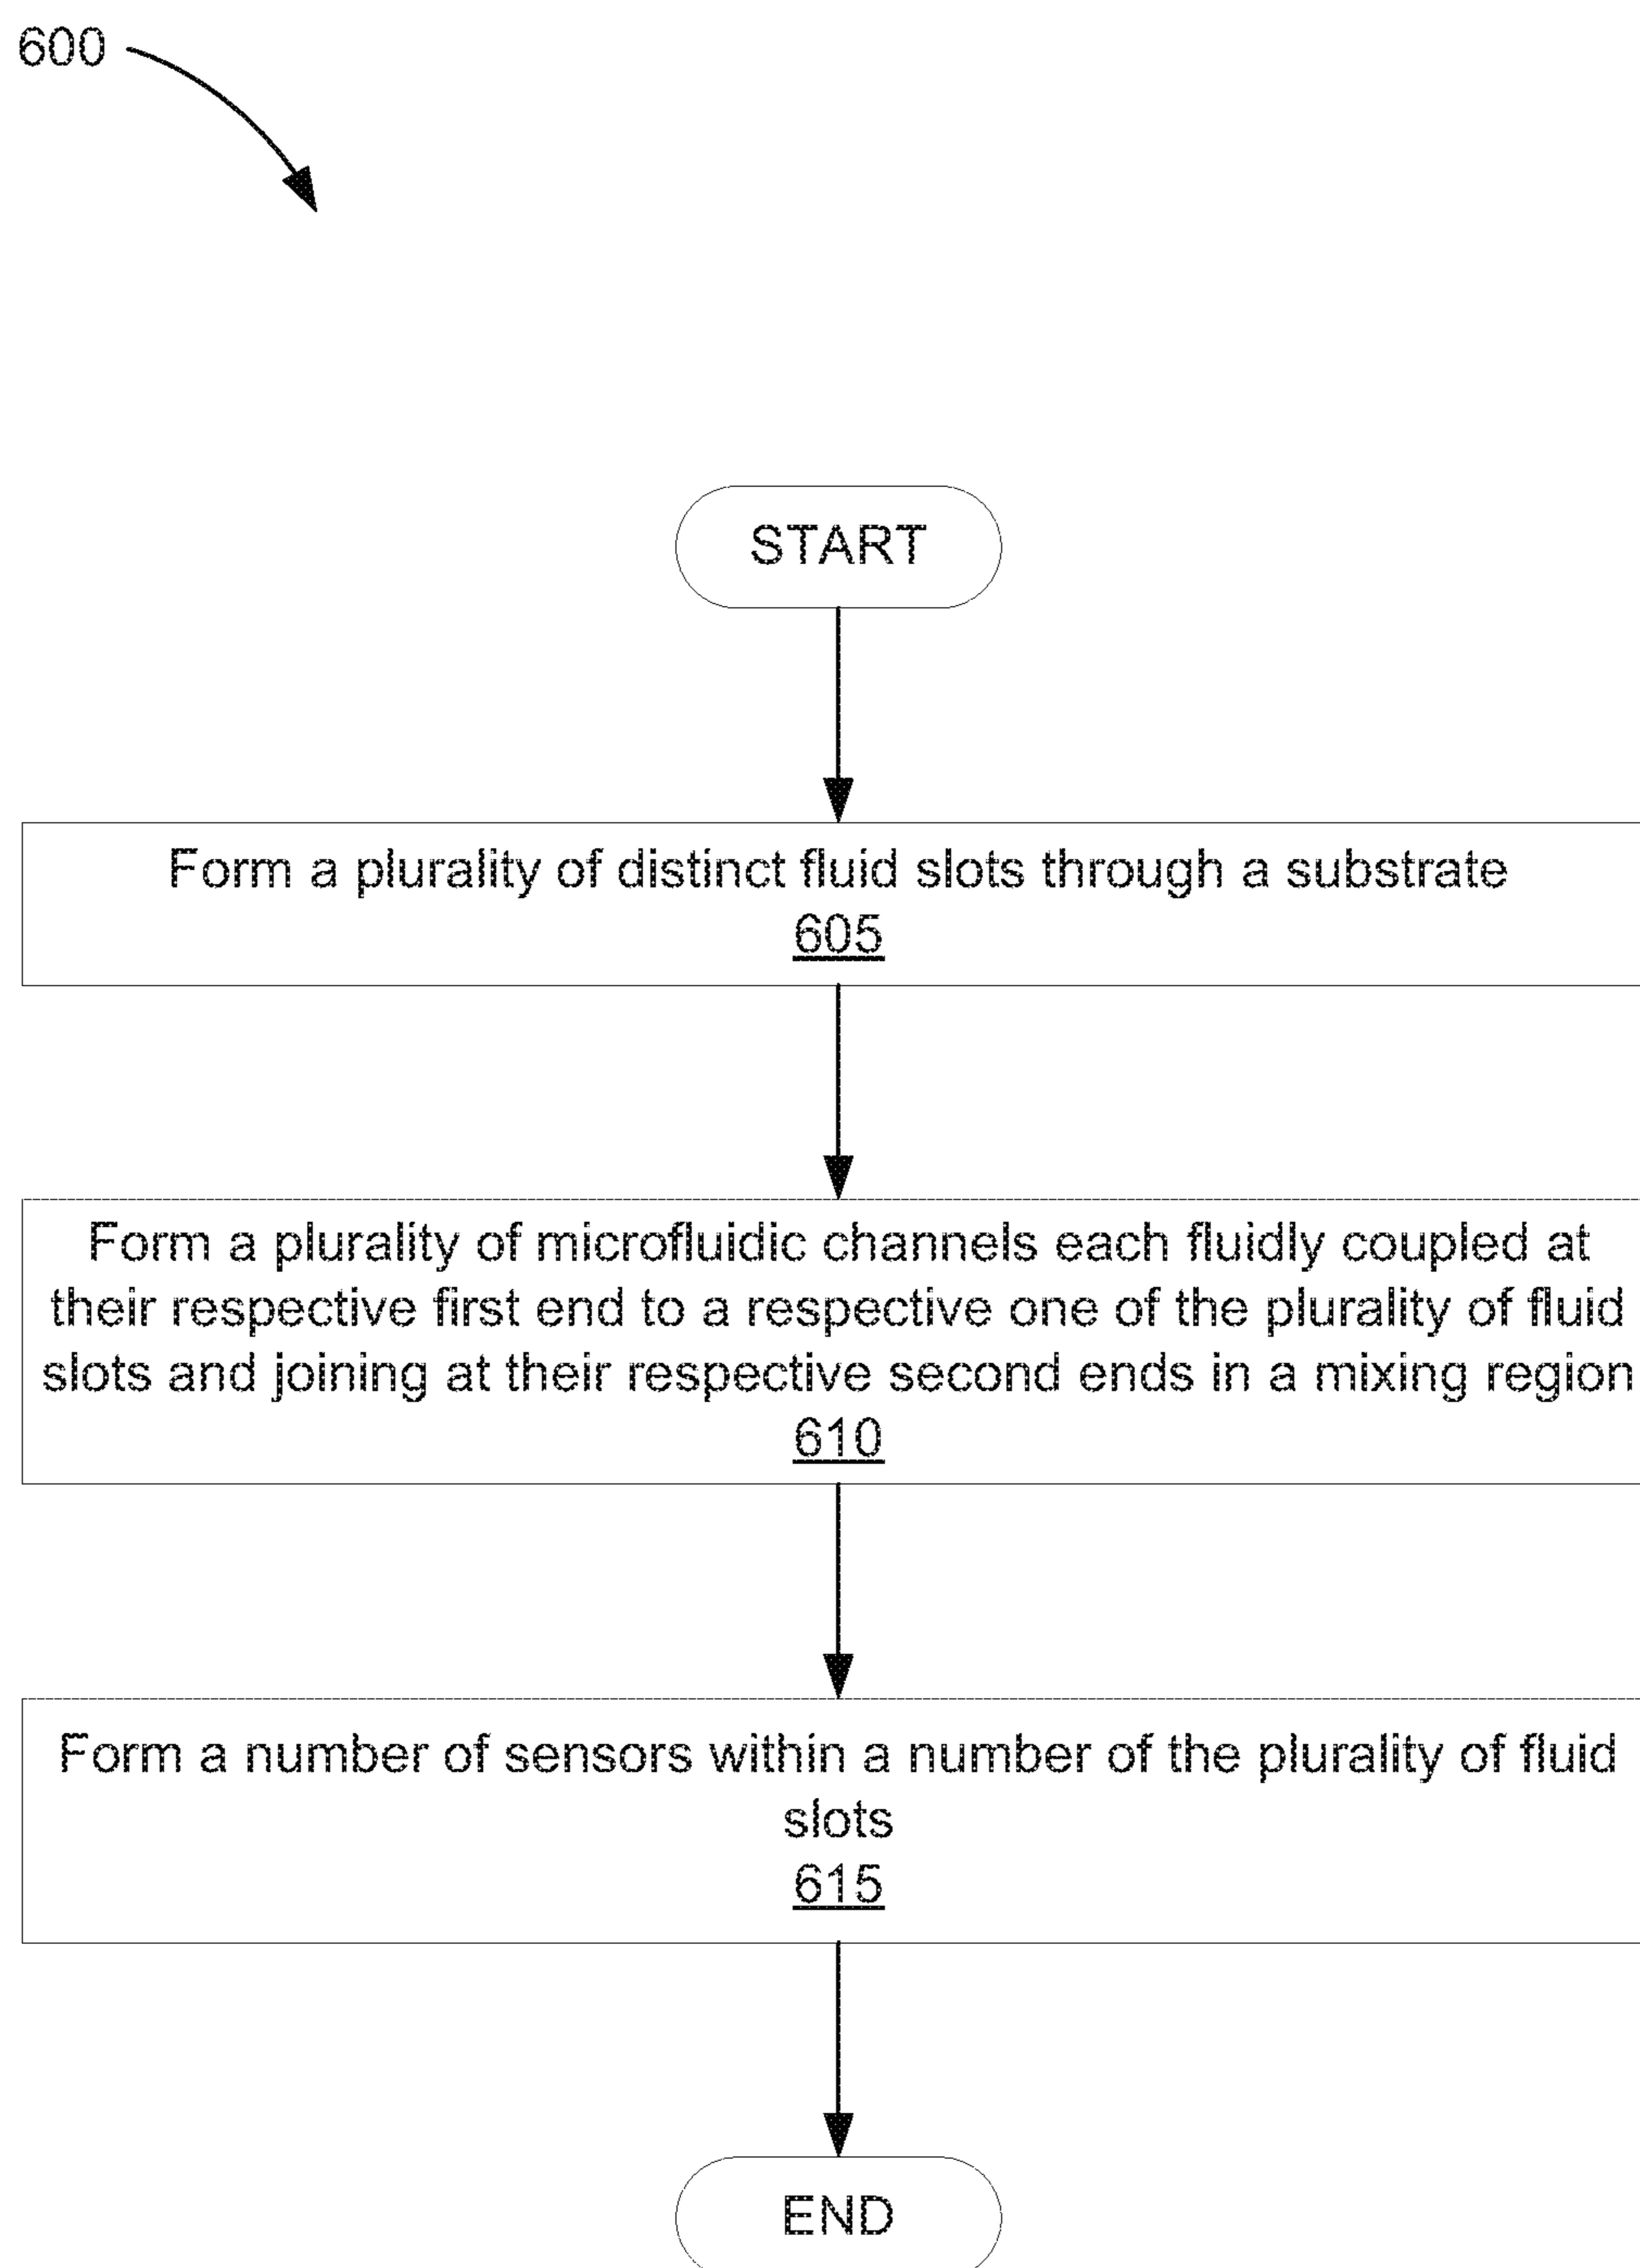 600
START
Form a plurality of distinct fluid slots through a substrate
605
Form a plurality of microfluidic channels each fluidly coupled at
their respective first end to a respective one of the plurality of fluid
slots and joining at their respective second ends in a mixing region
610
Form a number of sensors within a number of the plurality of fluid
slots
615
END